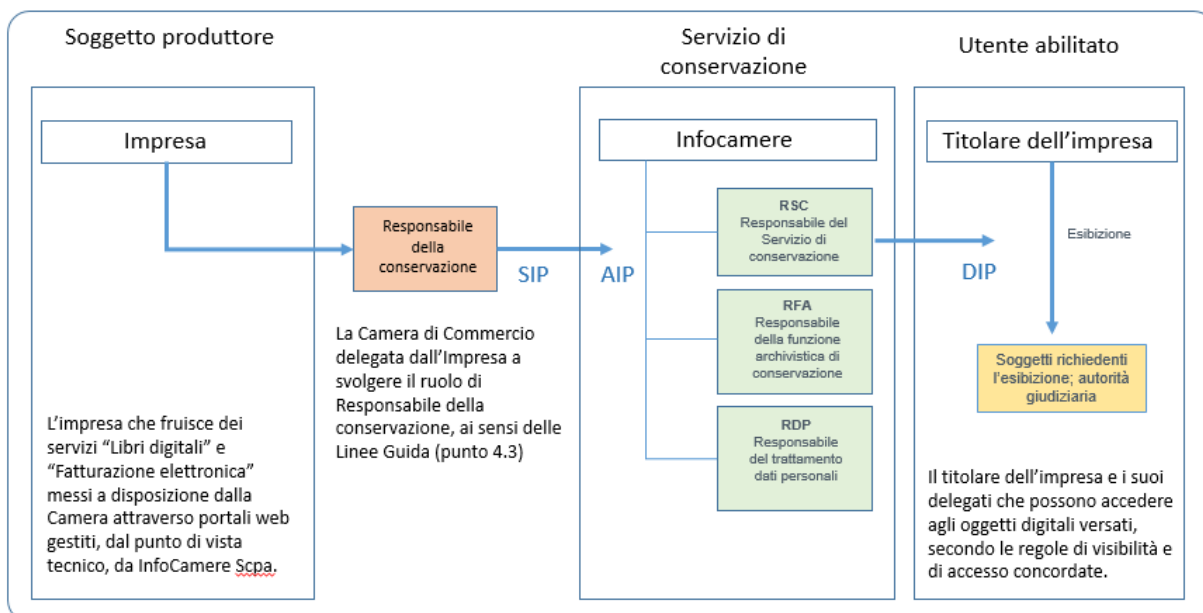 Soggetto produttore
Servizio di
conservazione
Utente abilitato
Impresa
L'impresa che fruisce dei
servizi "Libri digitali" e
"Fatturazione elettronica"
messi a disposizione dalla
Camera attraverso portali web
gestiti, dal punto di vista
tecnico, da InfoCamere Scpa.
Responsabile
della
conservazione
SIP
La Camera di Commercio
delegata dall'Impresa a
svolgere il ruolo di
Responsabile della
conservazione, ai sensi delle
Linee Guida (punto 4.3)
AIP
Infocamere
RSC
Responsabile del
Servizio di
conservazione
RFA
Responsabile
della funzione
archivistica di
conservazione
RDP
Responsabile
del trattamento
dati personali
Titolare dell'impresa
Esibizione
DIP
Soggetti richiedenti
l'esibizione; autorità
giudiziaria
Il titolare dell'impresa e i suoi
delegati che possono accedere
agli oggetti digitali versati,
secondo le regole di visibilità e
di accesso concordate.